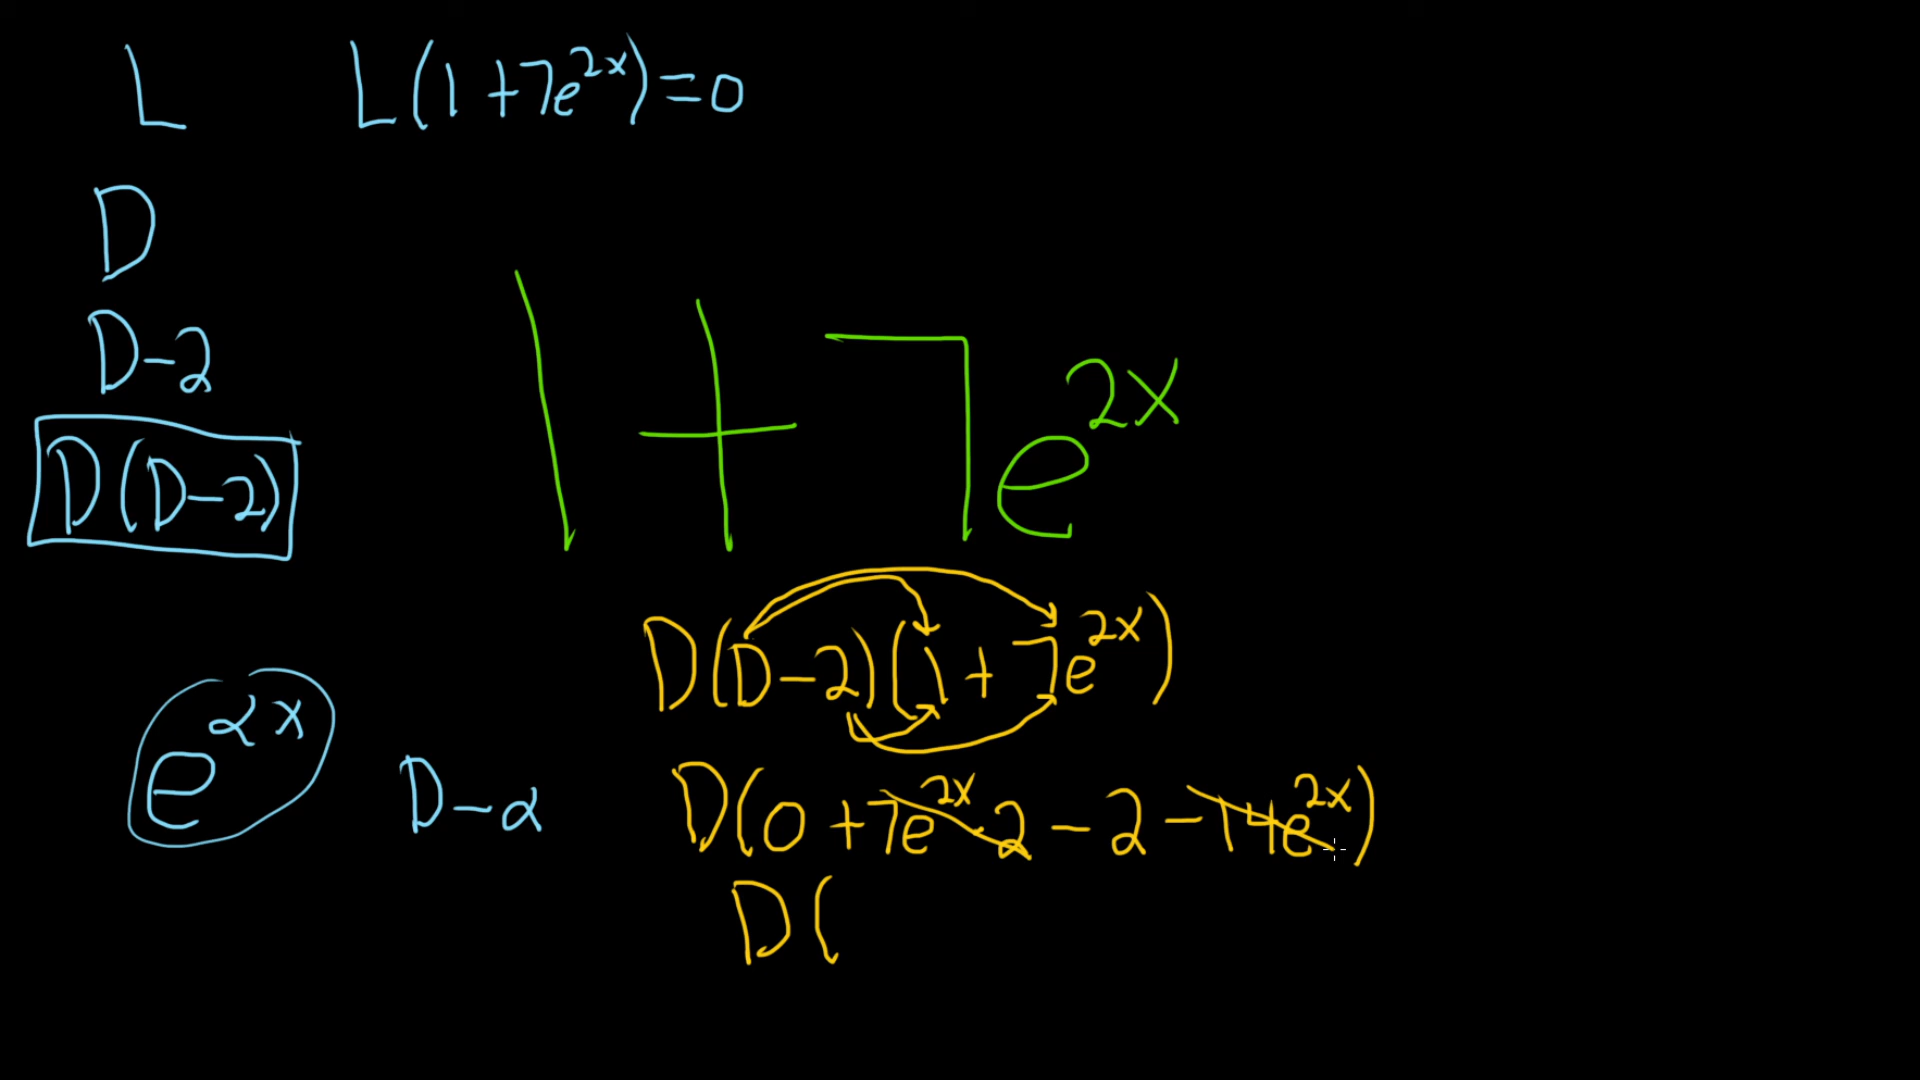 L L(1+7e^{2x})=0
D
D-2
D(D-2)
1+7e^{2x}
D(D-2)(1+7e^{2x})
e^{αx} D-α
D(0+7e^{2x}·2-2-14e^{2x})
D(